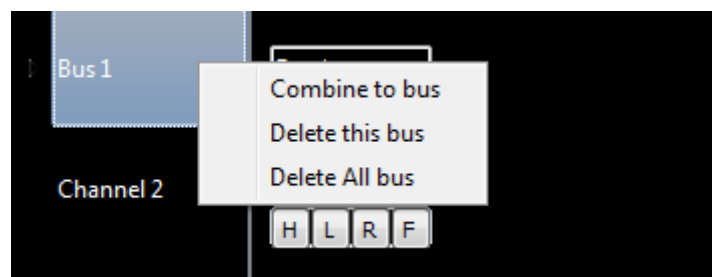 Bus 1
Combine to bus
Delete this bus
Delete All bus
Channel 2
H L R F